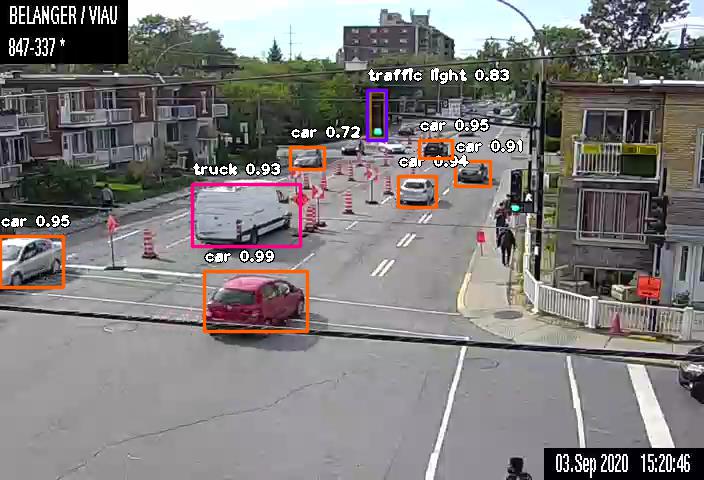 BELANGER / VIAU
847-337 *
traffic light 0.83
car 0.72
car 0.95
car 0.91
car 0.94
truck 0.93
car 0.95
car 0.99
03.Sep 2020 15:20:46